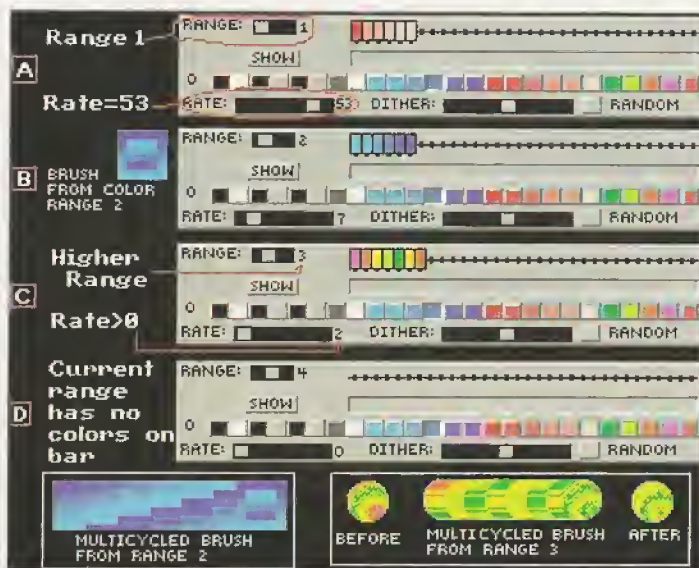 Range 1
RANGE: 1
SHOW
A
0
Rate=53
RATE: 53 DITHER: RANDOM
RANGE: 2
SHOW
B
BRUSH
FROM COLOR
RANGE 2
0
RATE: 7 DITHER: RANDOM
Higher
Range
RANGE: 3
SHOW
C
0
Rate>0
RATE: 2 DITHER: RANDOM
Current
range
has no
colors on
bar
RANGE: 4
SHOW
D
0
RATE: 0 DITHER: RANDOM
MULTICYCLED BRUSH
FROM RANGE 2
BEFORE
MULTICYCLED BRUSH
FROM RANGE 3
AFTER